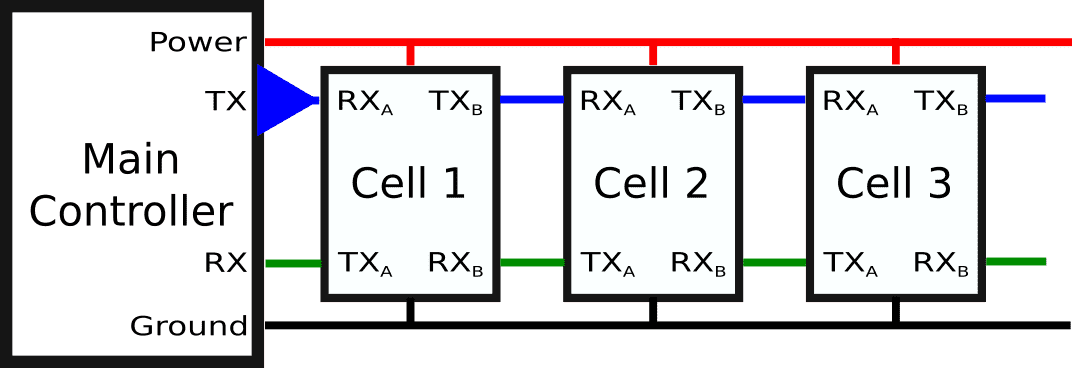 Power
TX
RX_A TX_B RX_A TX_B RX_A TX_B
Main
Controller
Cell 1 Cell 2 Cell 3
RX
TX_A RX_B TX_A RX_B TX_A RX_B
Ground